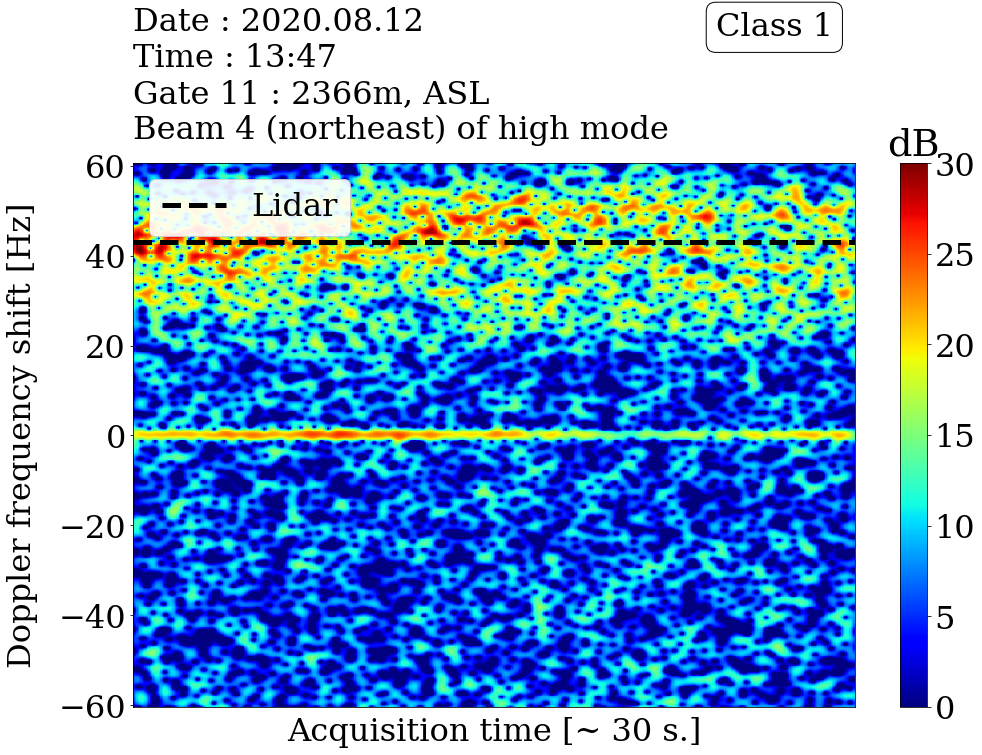 Date : 2020.08.12
Time : 13:47
Gate 11 : 2366m, ASL
Beam 4 (northeast) of high mode
Class 1
dB
Lidar
60
40
20
0
−20
−40
−60
Doppler frequency shift [Hz]
Acquisition time [~ 30 s.]
30
25
20
15
10
5
0